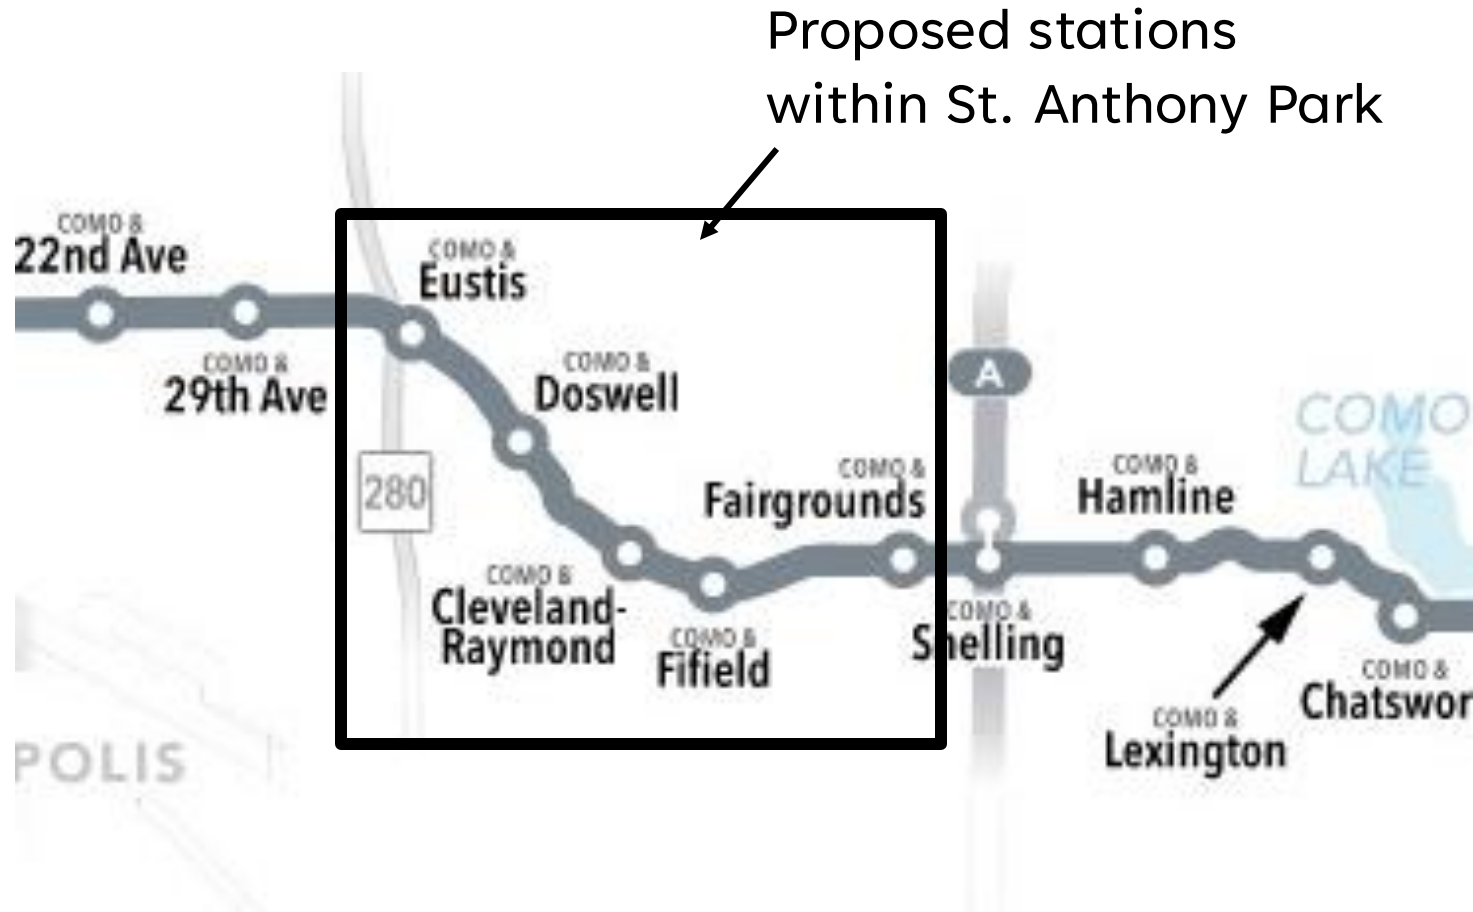 Proposed stations
within St. Anthony Park
COMO &
22nd Ave
COMO &
29th Ave
COMO &
Eustis
COMO &
Doswell
280
COMO &
Cleveland-
Raymond
COMO &
Fifield
COMO &
Fairgrounds
A
COMO &
Snelling
COMO &
Hamline
COMO
LAKE
COMO &
Lexington
COMO &
Chatswor
POLIS